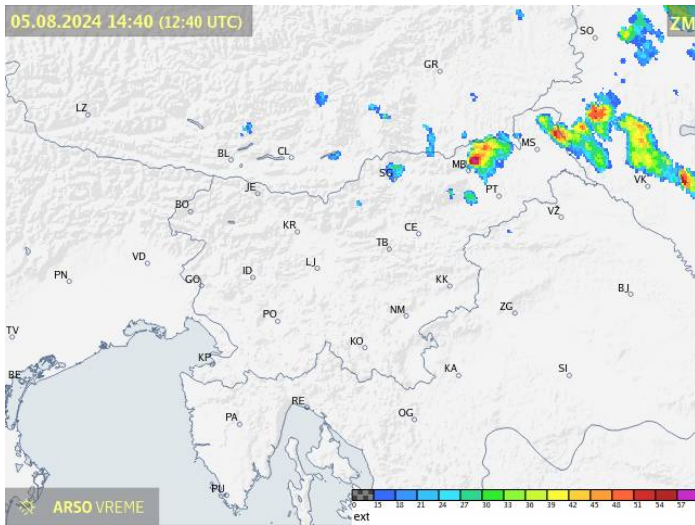 05.08.2024 14:40 (12:40 UTC)
ZM
SO
GR
LZ
MS
BL
CL
MB
SG
VK
JE
PT
BO
VŽ
KR
CE
TB
VD
LJ
PN
ID
GO
KK
BJ
ZG
PO
NM
TV
KO
KP
BE
KA
SI
RE
OG
PA
PU
ARSO VREME
0 15 18 21 24 27 30 33 36 39 42 45 48 51 54 57
ext